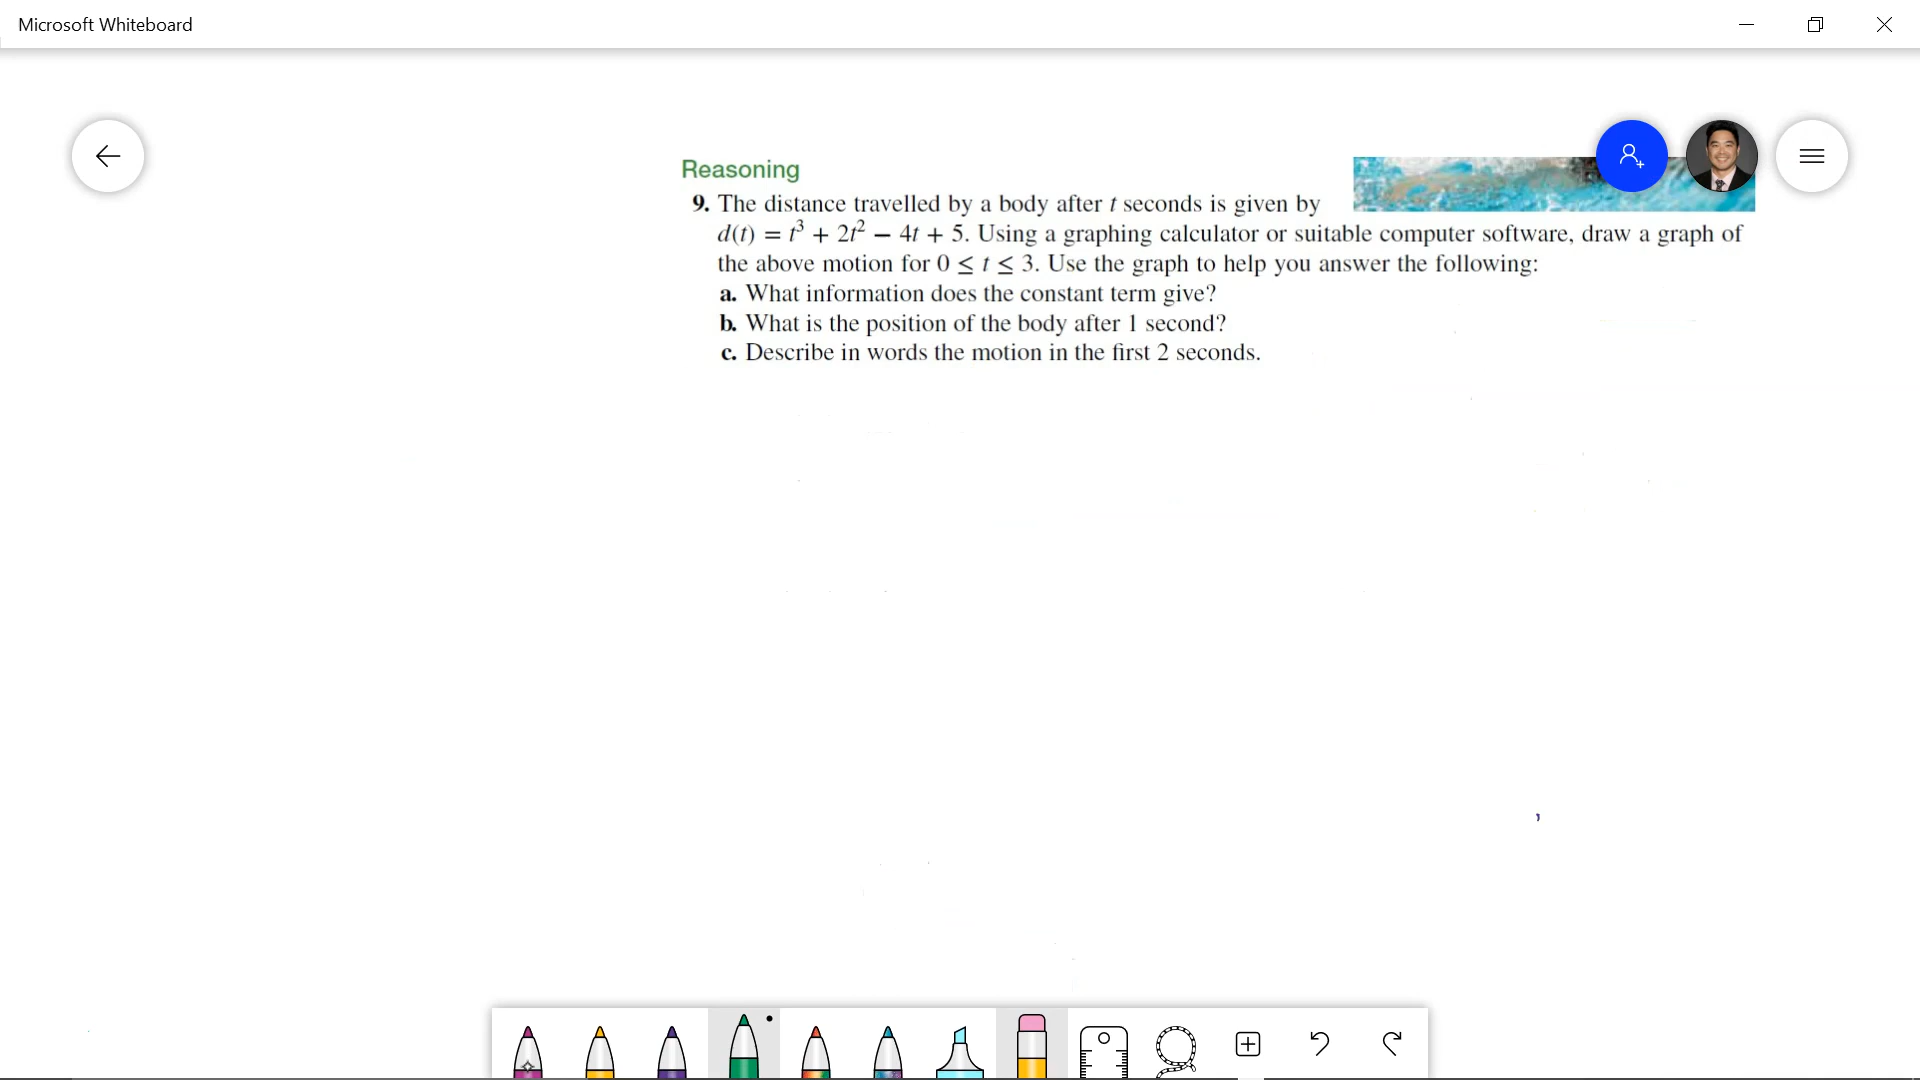 Microsoft Whiteboard
Reasoning
9. The distance travelled by a body after t seconds is given by
d(t) = t³ + 2t² − 4t + 5. Using a graphing calculator or suitable computer software, draw a graph of
the above motion for 0 ≤ t ≤ 3. Use the graph to help you answer the following:
a. What information does the constant term give?
b. What is the position of the body after 1 second?
c. Describe in words the motion in the first 2 seconds.